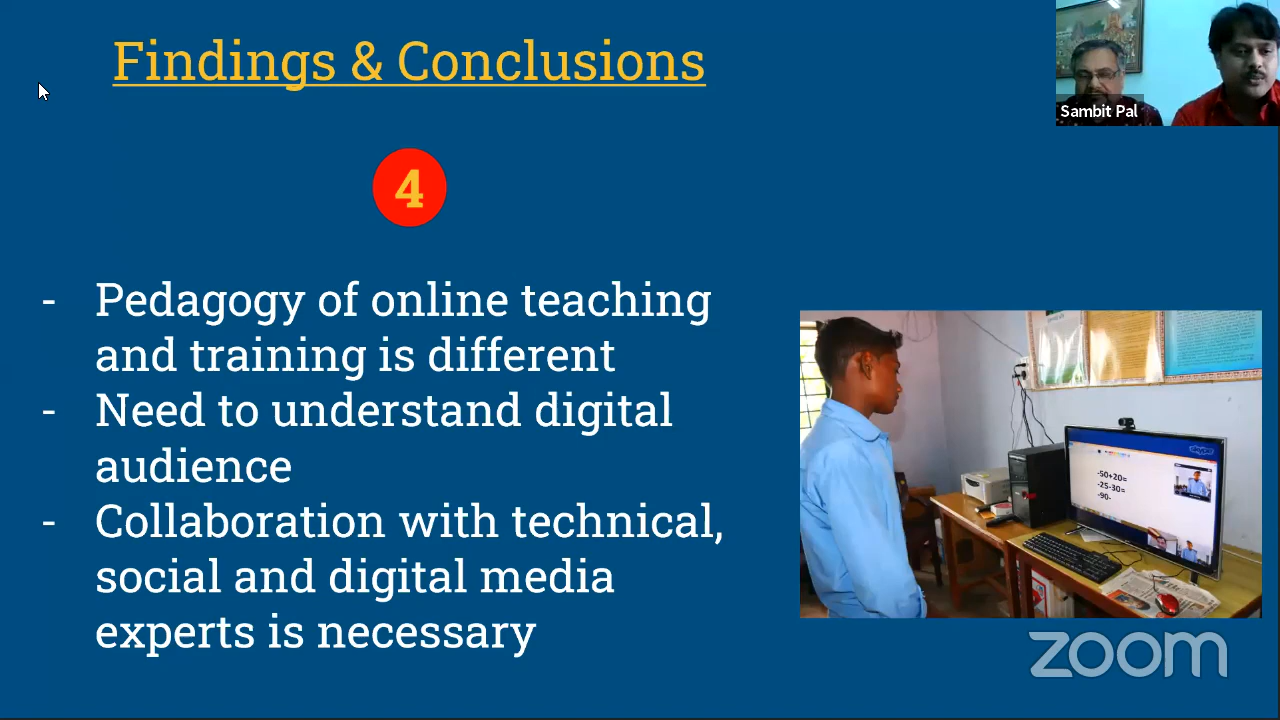 Findings & Conclusions
Sambit Pal
4
- Pedagogy of online teaching
and training is different
- Need to understand digital
audience
- Collaboration with technical,
social and digital media
experts is necessary
-50+20=
-25-30=
-90-
zoom